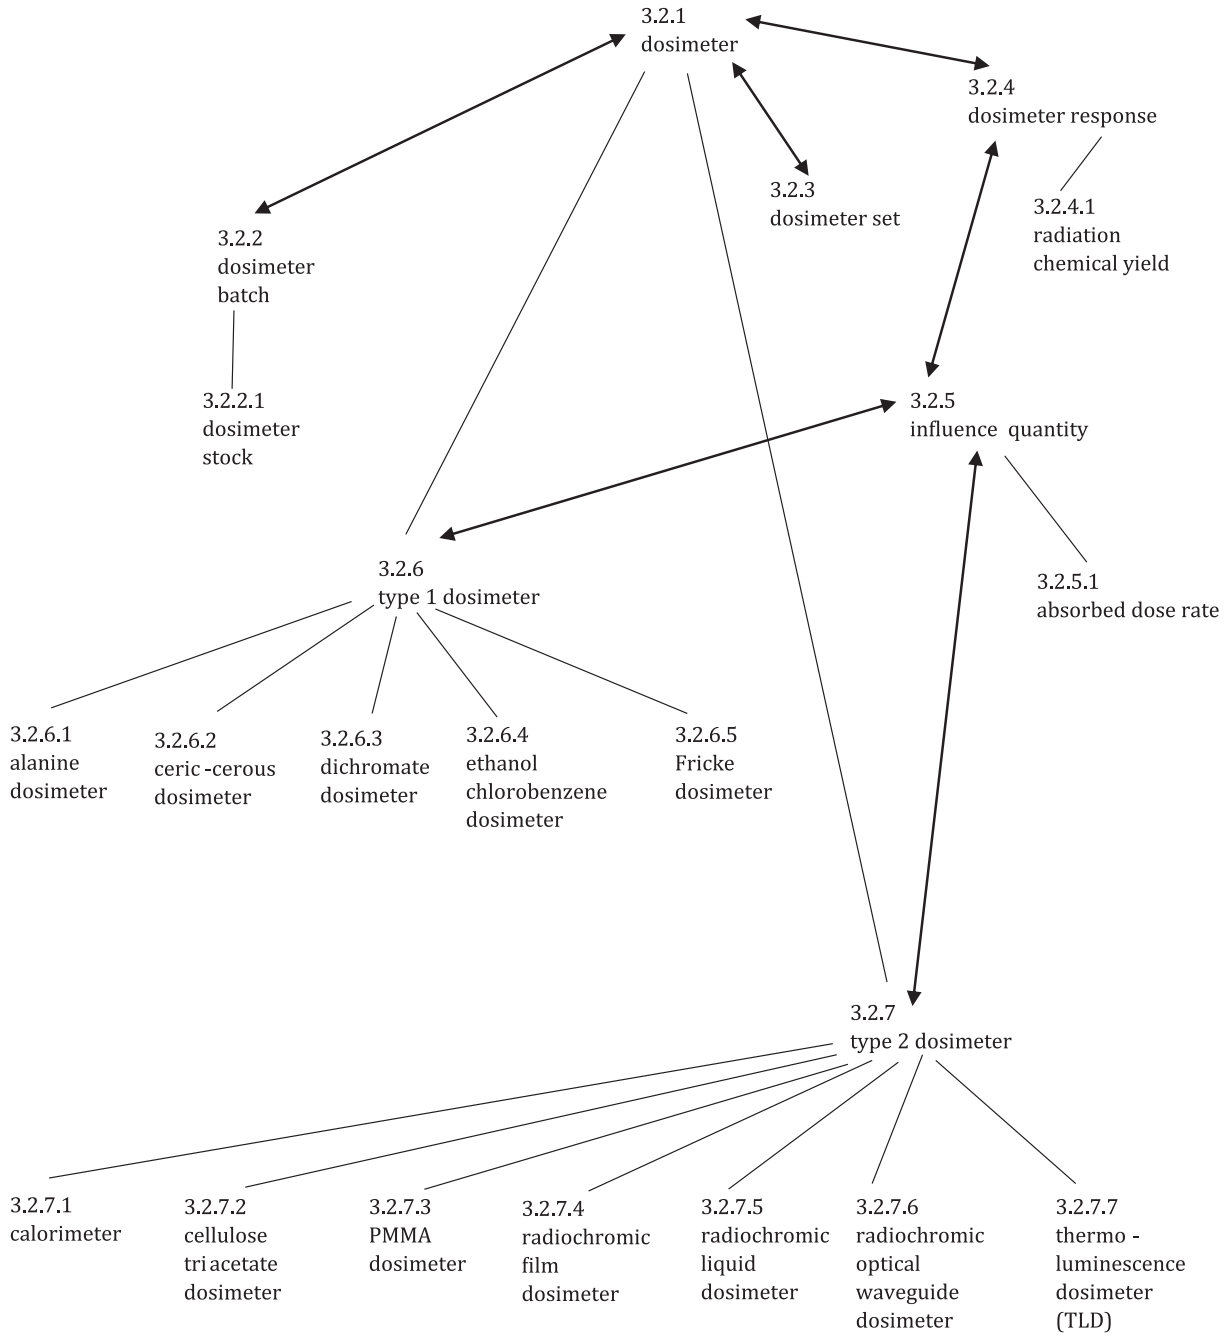 3.2.1
dosimeter
3.2.4
dosimeter response
3.2.3
dosimeter set
3.2.4.1
radiation
chemical yield
3.2.2
dosimeter
batch
3.2.2.1
dosimeter
stock
3.2.5
influence quantity
3.2.6
type 1 dosimeter
3.2.5.1
absorbed dose rate
3.2.6.1
alanine
dosimeter
3.2.6.2
ceric -cerous
dosimeter
3.2.6.3
dichromate
dosimeter
3.2.6.4
ethanol
chlorobenzene
dosimeter
3.2.6.5
Fricke
dosimeter
3.2.7
type 2 dosimeter
3.2.7.1
calorimeter
3.2.7.2
cellulose
tri acetate
dosimeter
3.2.7.3
PMMA
dosimeter
3.2.7.4
radiochromic
film
dosimeter
3.2.7.5
radiochromic
liquid
dosimeter
3.2.7.6
radiochromic
optical
waveguide
dosimeter
3.2.7.7
thermo -
luminescence
dosimeter
(TLD)